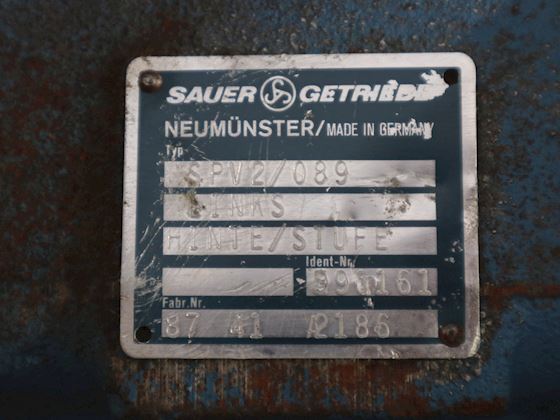 SAUER GETRIEBE
NEUMÜNSTER/MADE IN GERMANY
Typ
SPV2/089
LINKS
HINTE/STUFE
Ident-Nr.
Fabr.Nr.
87 41